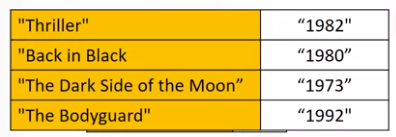 "Thriller" “1982"
"Back in Black “1980”
"The Dark Side of the Moon” “1973”
"The Bodyguard" “1992"